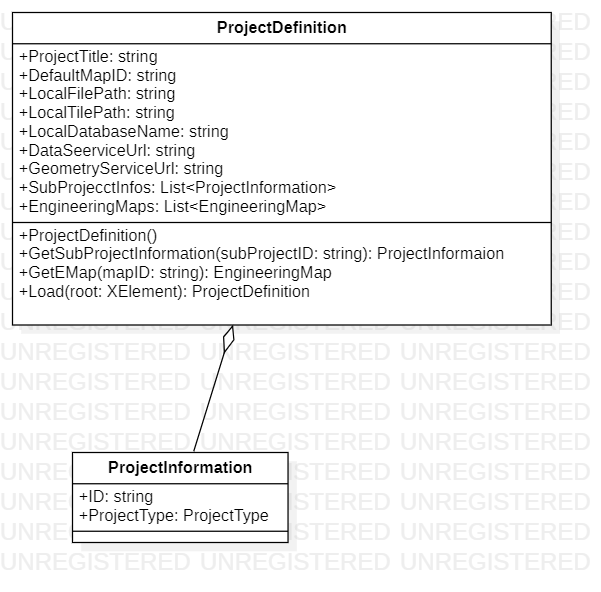 ProjectDefinition
+ProjectTitle: string
+DefaultMapID: string
+LocalFilePath: string
+LocalTilePath: string
+LocalDatabaseName: string
+DataSeerviceUrl: string
+GeometryServiceUrl: string
+SubProjecctInfos: List<ProjectInformation>
+EngineeringMaps: List<EngineeringMap>
+ProjectDefinition()
+GetSubProjectInformation(subProjectID: string): ProjectInformaion
+GetEMap(mapID: string): EngineeringMap
+Load(root: XElement): ProjectDefinition
UNREGISTERED UNREGISTERED UNREGISTERED
UNREGISTERED UNREGISTERED UNREGISTERED
UNREGISTERED UNREGISTERED UNREGISTERED
UNREGISTERED UNREGISTERED UNREGISTERED
ProjectInformation
+ID: string
+ProjectType: ProjectType
UNREGISTERED UNREGISTERED UNREGISTERED